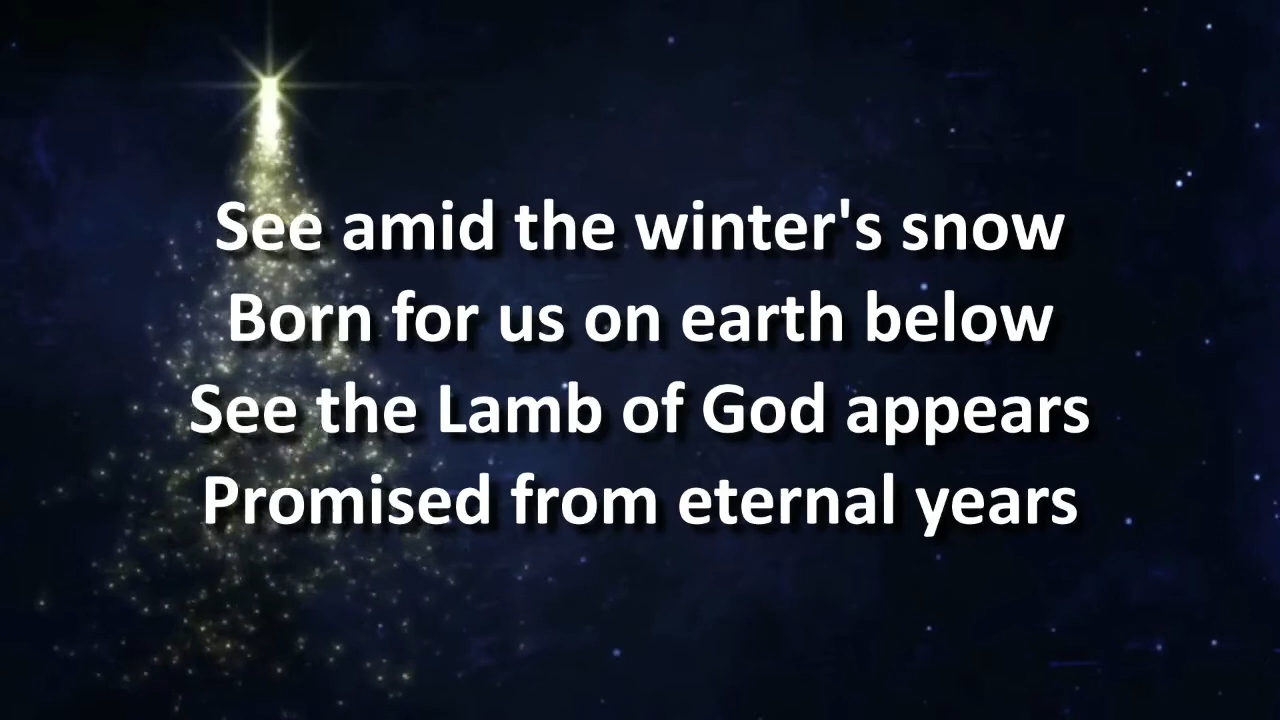 See amid the winter's snow
Born for us on earth below
See the Lamb of God appears
Promised from eternal years